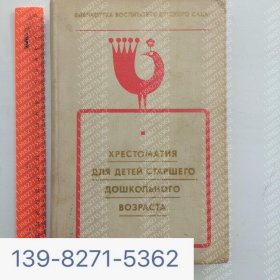 БИБЛИОТЕКА ВОСПИТАТЕЛЯ ДЕТСКОГО САДА
ХРЕСТОМАТИЯ
ДЛЯ ДЕТЕЙ СТАРШЕГО
ДОШКОЛЬНОГО
ВОЗРАСТА
139-8271-5362